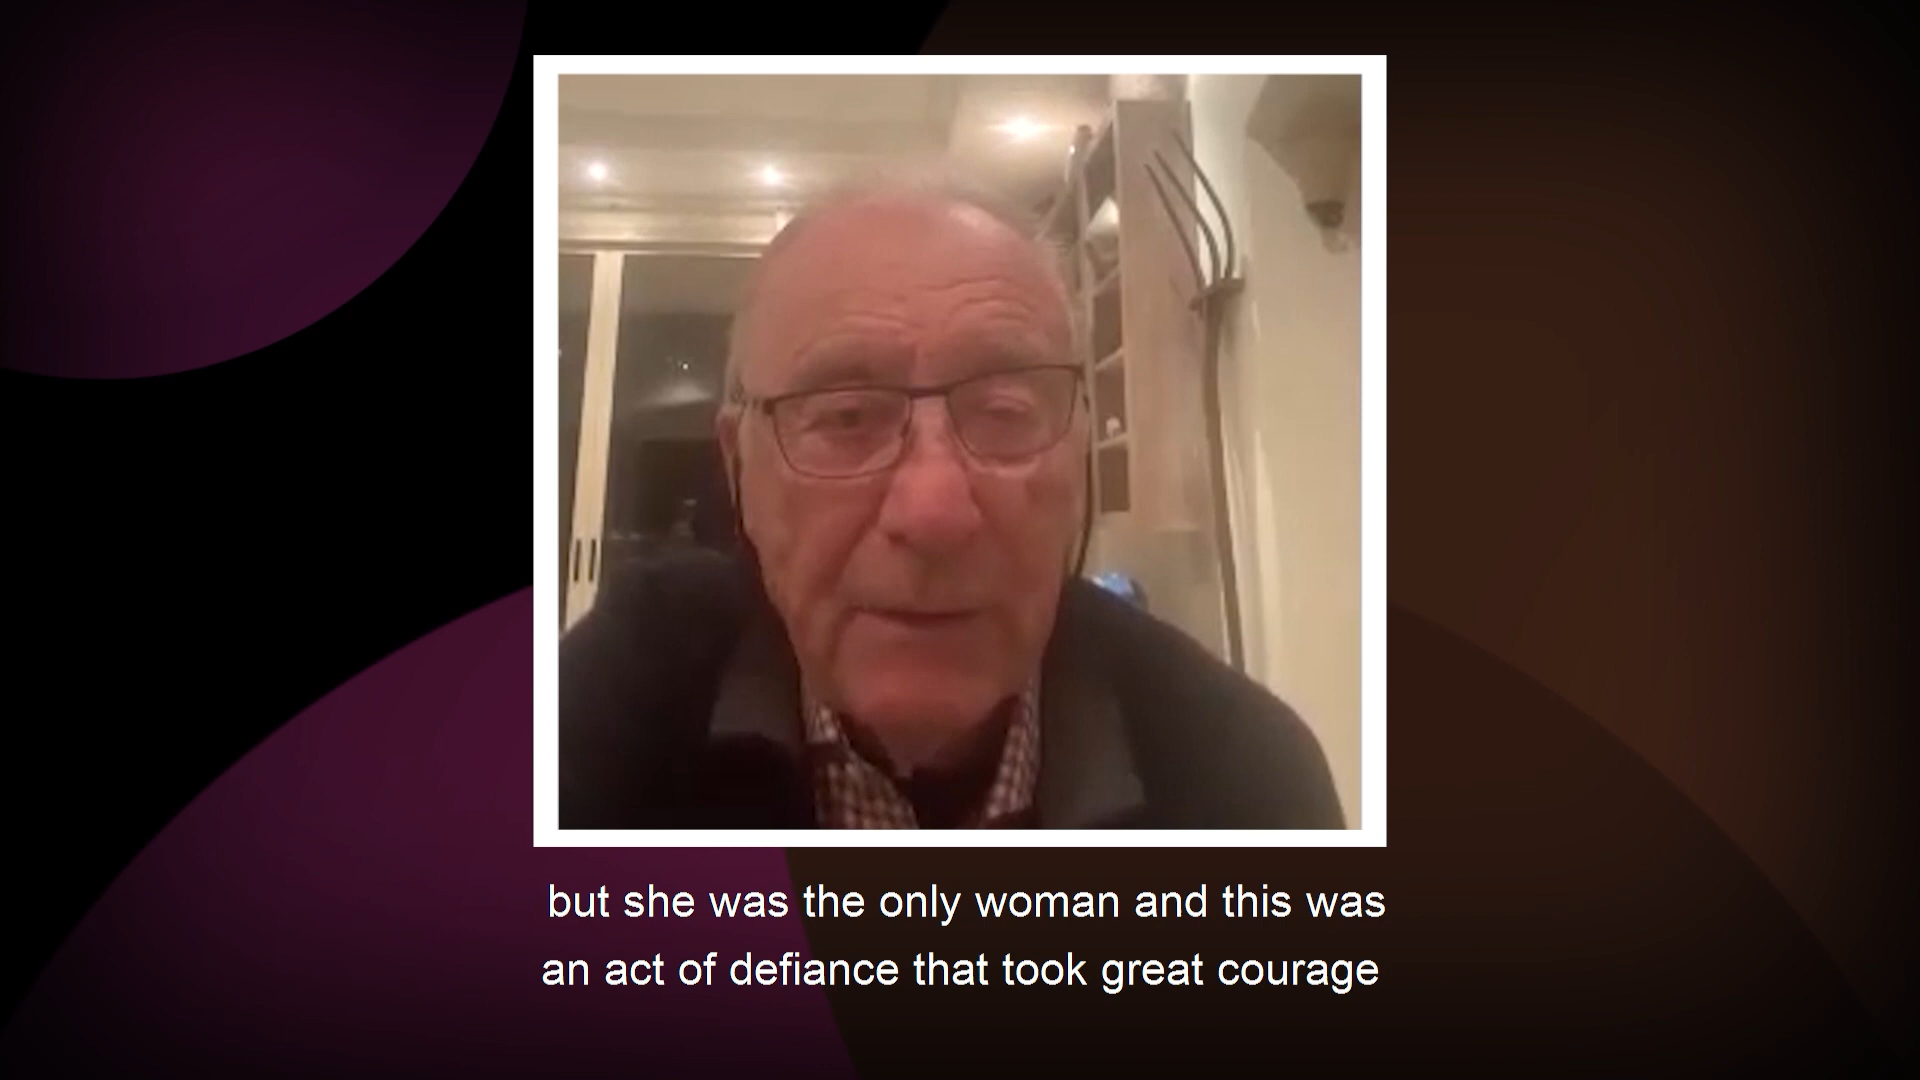 but she was the only woman and this was
an act of defiance that took great courage